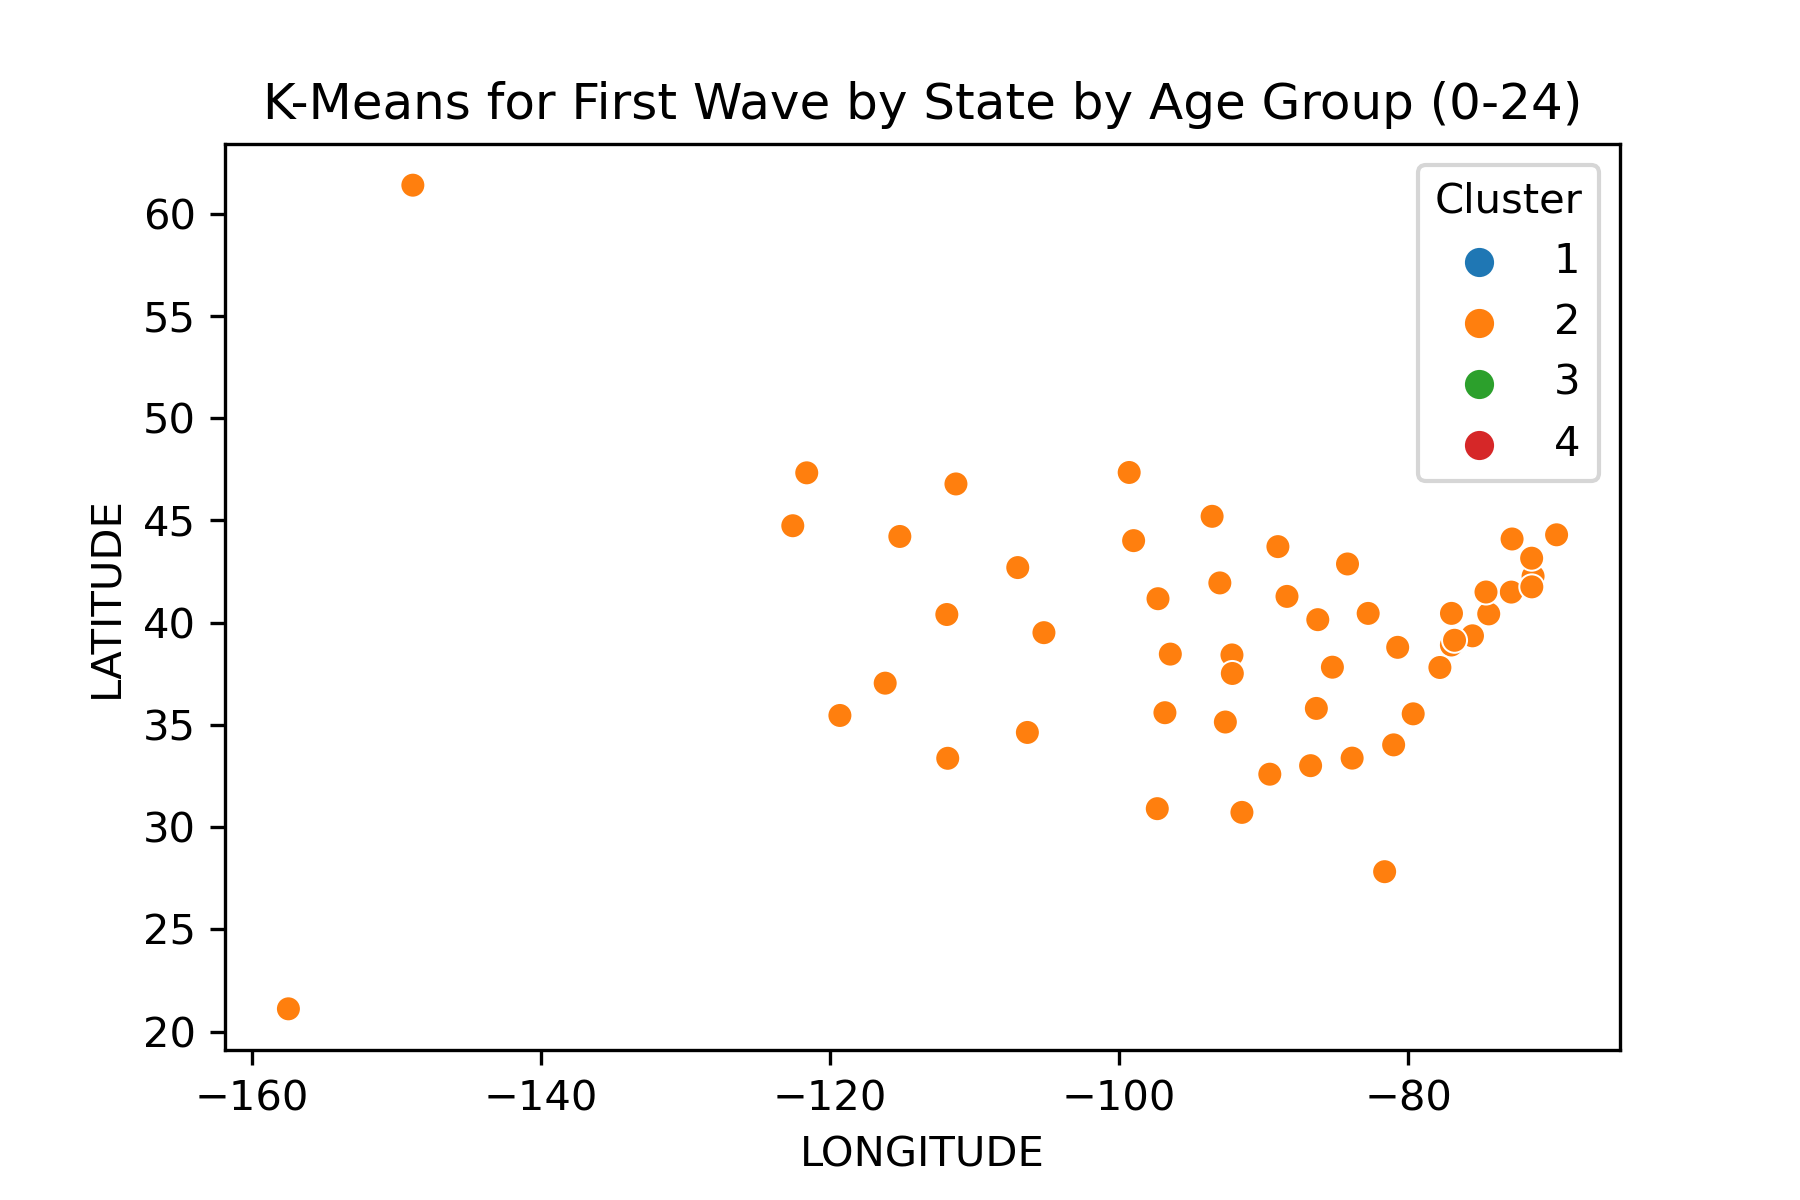 K-Means for First Wave by State by Age Group (0-24)
Cluster
1
2
3
4
60
55
50
45
40
35
30
25
20
LATITUDE
−160 −140 −120 −100 −80
LONGITUDE